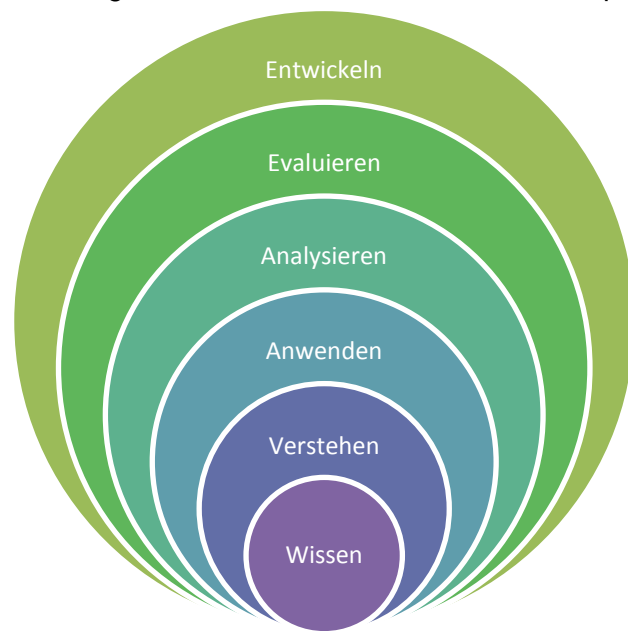 Entwickeln
Evaluieren
Analysieren
Anwenden
Verstehen
Wissen